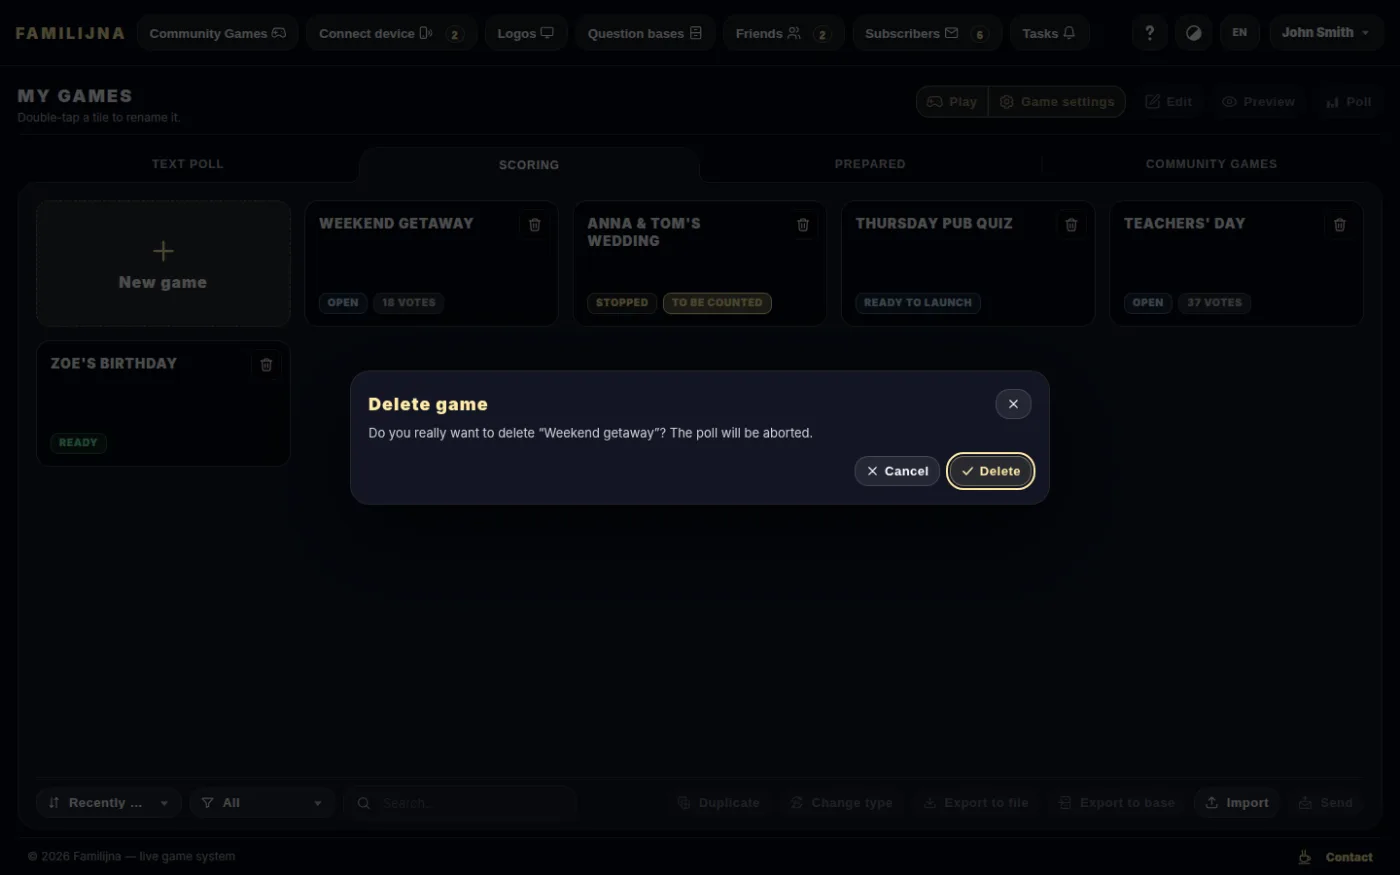 FAMILIJNA
Community Games
Connect device 2
Logos
Question bases
Friends 2
Subscribers 6
Tasks
?
EN
John Smith
MY GAMES
Double-tap a tile to rename it.
Play
Game settings
Edit
Preview
Poll
TEXT POLL
SCORING
PREPARED
COMMUNITY GAMES
New game
WEEKEND GETAWAY
OPEN
18 VOTES
ANNA & TOM'S
WEDDING
STOPPED
TO BE COUNTED
THURSDAY PUB QUIZ
READY TO LAUNCH
TEACHERS' DAY
OPEN
37 VOTES
ZOE'S BIRTHDAY
READY
Delete game
Do you really want to delete “Weekend getaway”? The poll will be aborted.
Cancel
Delete
Recently ...
All
Search...
Duplicate
Change type
Export to file
Export to base
Import
Send
© 2026 Familijna — live game system
Contact